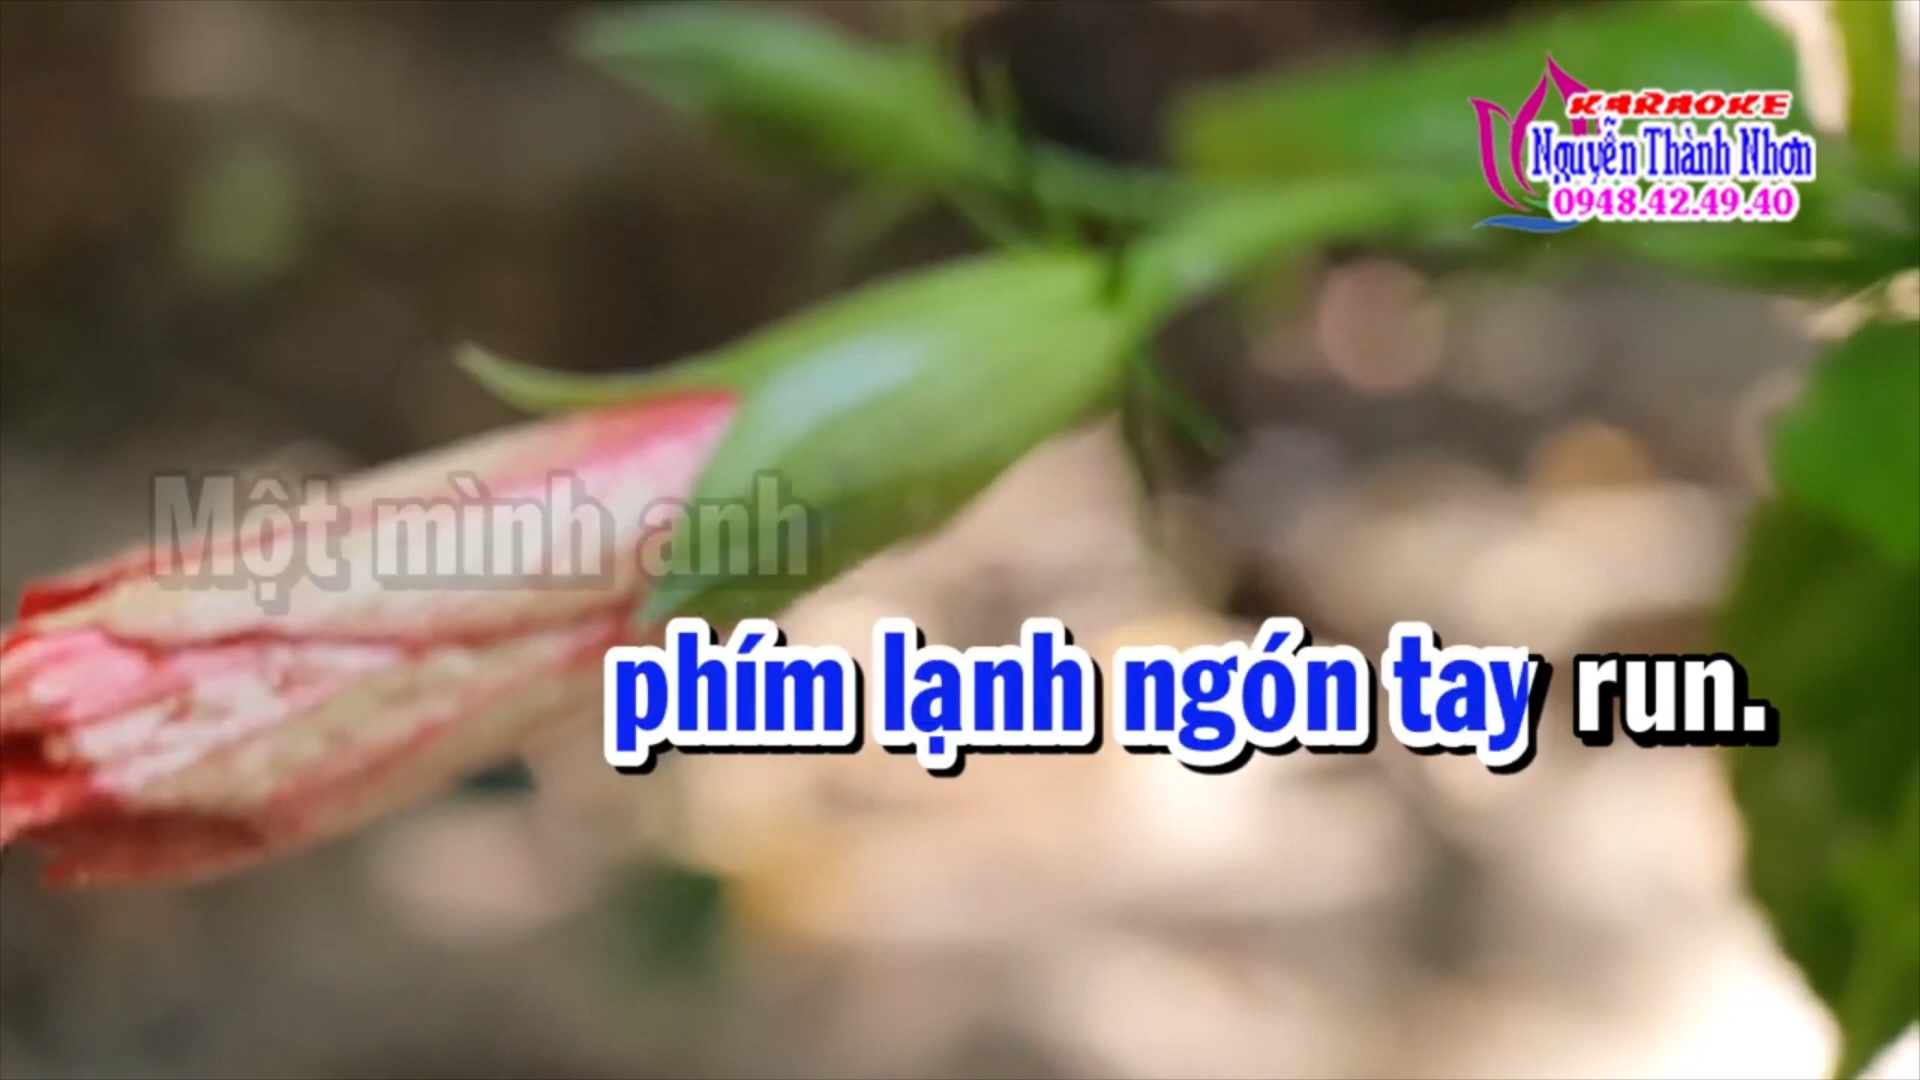 KARAOKE
Nguyễn Thành Nhơn
0948.42.49.40
Một mình anh
phím lạnh ngón tay run.